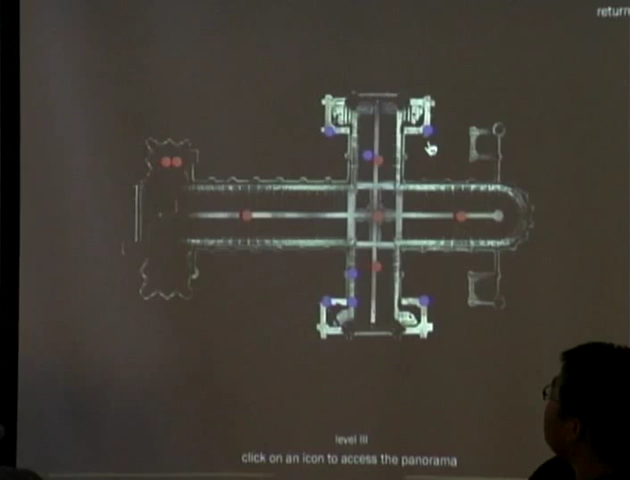 return
level III
click on an icon to access the panorama